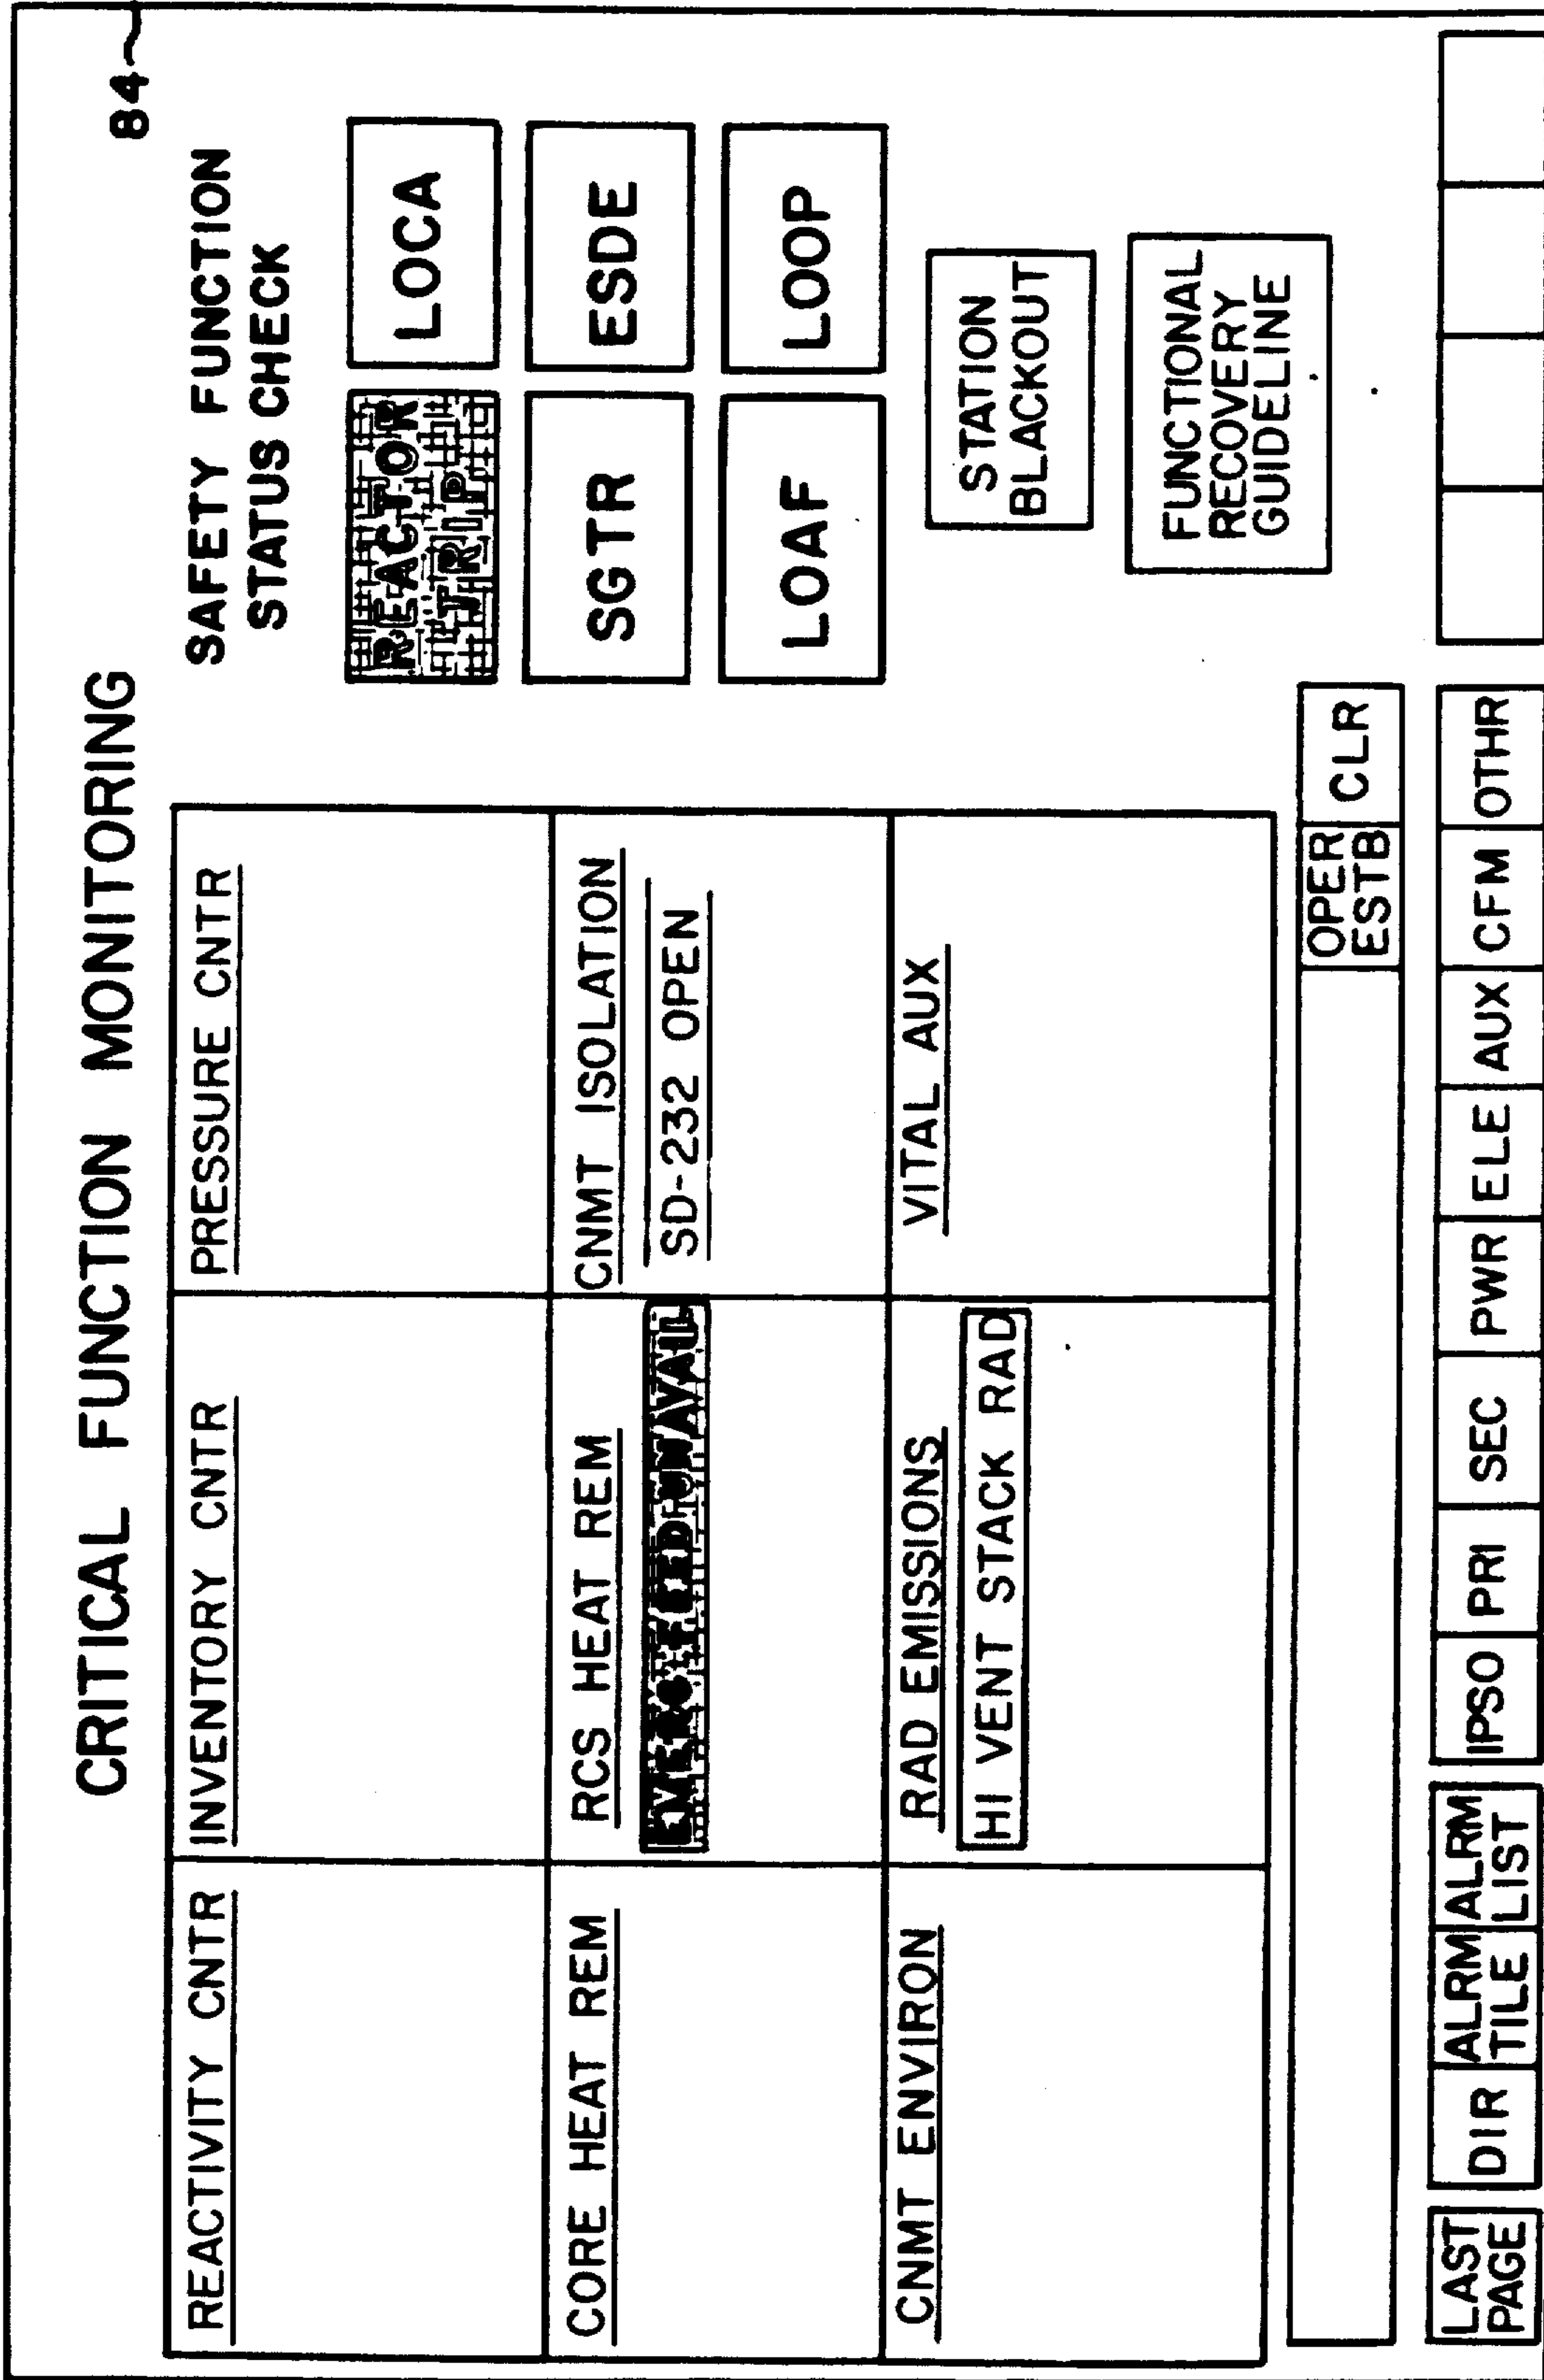 84
CRITICAL FUNCTION MONITORING
SAFETY FUNCTION
STATUS CHECK
REACTIVITY CNTR
INVENTORY CNTR
PRESSURE CNTR
CORE HEAT REM
RCS HEAT REM
EMERG FEED UNAVAIL
CNMT ISOLATION
SD-232 OPEN
CNMT ENVIRON
RAD EMISSIONS
HI VENT STACK RAD
VITAL AUX
REACTOR
TRIP
LOCA
SGTR
ESDE
LOAF
LOOP
STATION
BLACKOUT
FUNCTIONAL
RECOVERY
GUIDELINE
OPER
ESTB
CLR
LAST
PAGE
DIR
ALRM
TILE
ALRM
LIST
IPSO
PRI
SEC
PWR
ELE
AUX
CFM
OTHR